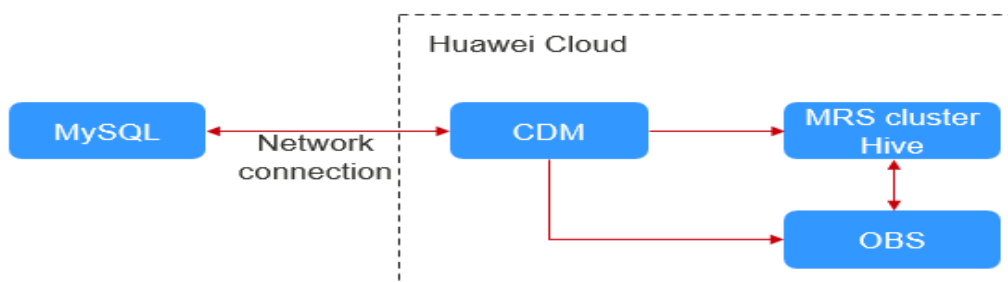 Huawei Cloud
MySQL
Network
connection
CDM
MRS cluster
Hive
OBS